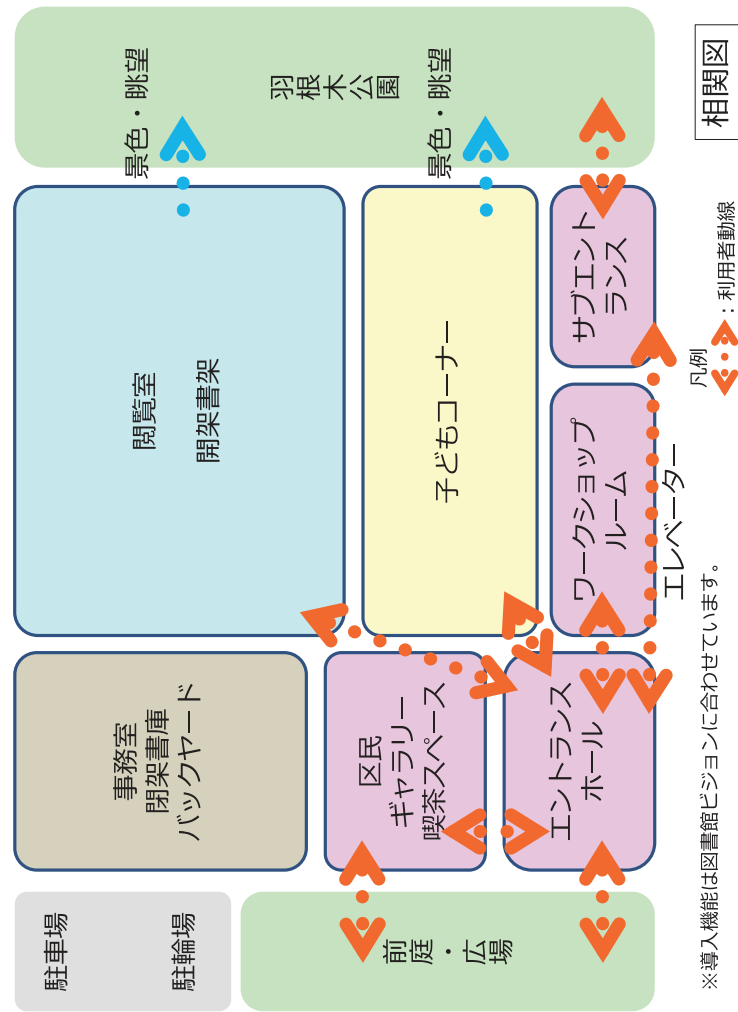 相関図
駐車場
駐輪場
事務室
閉架書庫
バックヤード
閲覧室
開架書架
景色・眺望
羽根木公園
景色・眺望
子どもコーナー
区民
ギャラリー
喫茶スペース
前庭・広場
エントランス
ホール
ワークショップ
ルーム
サブエント
ランス
エレベーター
凡例
：利用者動線
※導入機能は図書館ビジョンに合わせています。